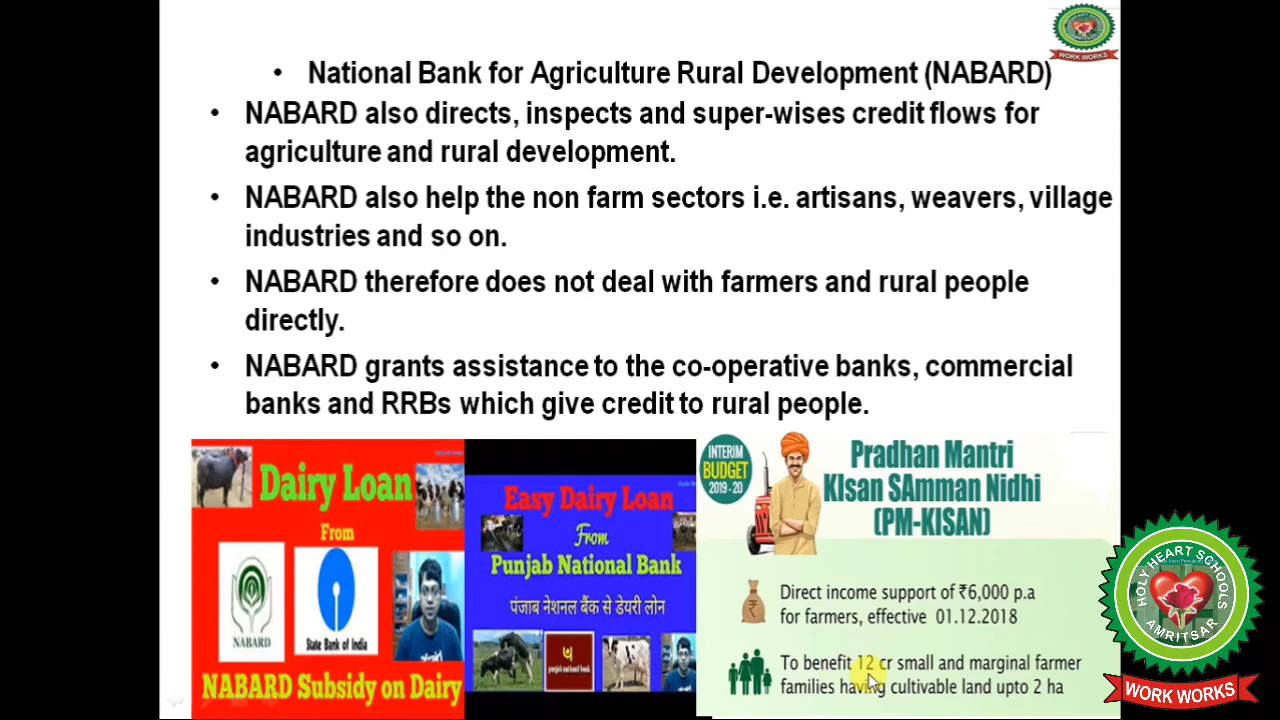 WORK WORKS
• National Bank for Agriculture Rural Development (NABARD)
• NABARD also directs, inspects and super-wises credit flows for
agriculture and rural development.
• NABARD also help the non farm sectors i.e. artisans, weavers, village
industries and so on.
• NABARD therefore does not deal with farmers and rural people
directly.
• NABARD grants assistance to the co-operative banks, commercial
banks and RRBs which give credit to rural people.
Dairy Loan
From
NABARD
State Bank of India
NABARD Subsidy on Dairy
Easy Dairy Loan
From
Punjab National Bank
पंजाब नेशनल बैंक से डेयरी लोन
punjab national bank
INTERIM
BUDGET
2019-20
Pradhan Mantri
KIsan SAmman Nidhi
(PM-KISAN)
Direct income support of ₹6,000 p.a
for farmers, effective 01.12.2018
To benefit 12 cr small and marginal farmer
families having cultivable land upto 2 ha
HOLY HEART SCHOOLS
AMRITSAR
WORK WORKS